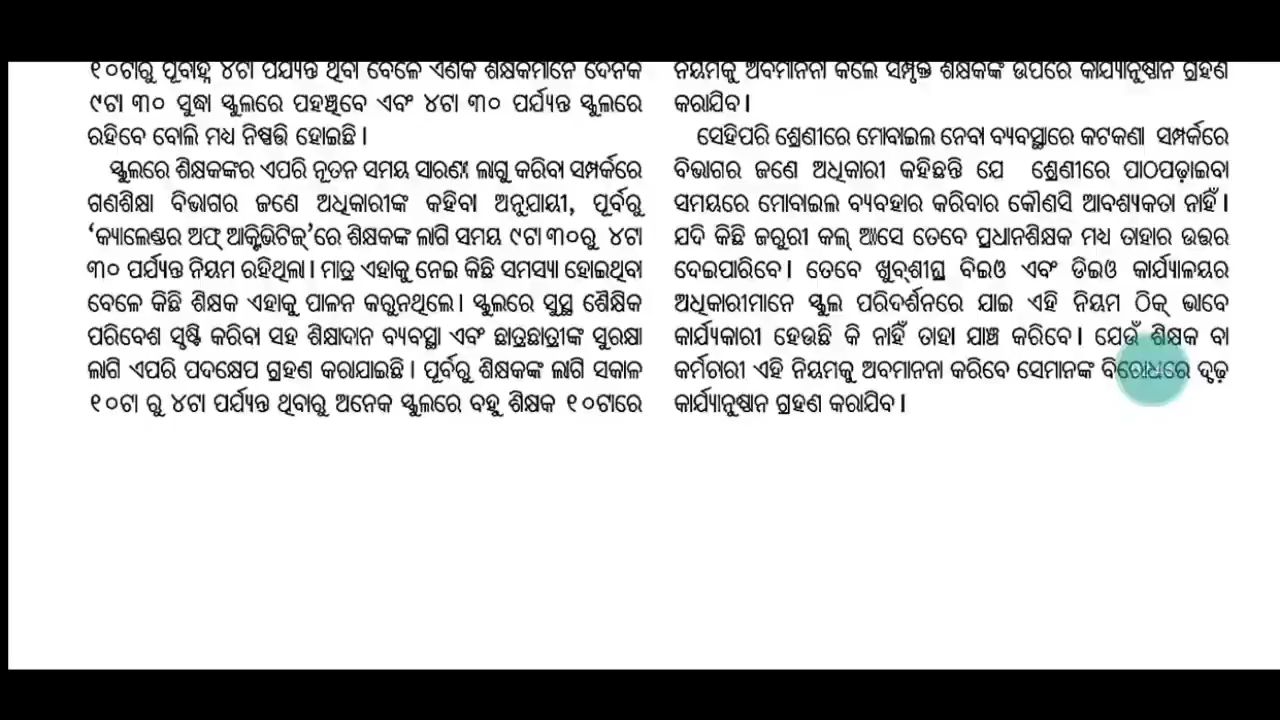 ୧୦ଟାରୁ ପୂର୍ବାହ୍ନ ୪ଟା ପର୍ଯ୍ୟନ୍ତ ଥିବା ବେଳେ ଏଣିକି ଶିକ୍ଷକମାନେ ଦୈନିକ
୯ଟା ୩୦ ସୁଦ୍ଧା ସ୍କୁଲରେ ପହଞ୍ଚିବେ ଏବଂ ୪ଟା ୩୦ ପର୍ଯ୍ୟନ୍ତ ସ୍କୁଲରେ
ରହିବେ ବୋଲି ମଧ୍ୟ ନିଷ୍ପତ୍ତି ହୋଇଛି ।
ସ୍କୁଲରେ ଶିକ୍ଷକଙ୍କର ଏପରି ନୂତନ ସମୟ ସାରଣୀ ଲାଗୁ କରିବା ସମ୍ପର୍କରେ
ଗଣଶିକ୍ଷା ବିଭାଗର ଜଣେ ଅଧିକାରୀଙ୍କ କହିବା ଅନୁଯାୟୀ, ପୂର୍ବରୁ
‘କ୍ୟାଲେଣ୍ଡର ଅଫ୍ ଆକ୍ଟିଭିଟିଜ୍’ରେ ଶିକ୍ଷକଙ୍କ ଲାଗି ସମୟ ୯ଟା ୩୦ରୁ ୪ଟା
୩୦ ପର୍ଯ୍ୟନ୍ତ ନିୟମ ରହିଥିଲା । ମାତ୍ର ଏହାକୁ ନେଇ କିଛି ସମସ୍ୟା ହୋଇଥିବା
ବେଳେ କିଛି ଶିକ୍ଷକ ଏହାକୁ ପାଳନ କରୁନଥିଲେ । ସ୍କୁଲରେ ସୁସ୍ଥ ଶୈକ୍ଷିକ
ପରିବେଶ ସୃଷ୍ଟି କରିବା ସହ ଶିକ୍ଷାଦାନ ବ୍ୟବସ୍ଥା ଏବଂ ଛାତ୍ରଛାତ୍ରୀଙ୍କ ସୁରକ୍ଷା
ଲାଗି ଏପରି ପଦକ୍ଷେପ ଗ୍ରହଣ କରାଯାଇଛି । ପୂର୍ବରୁ ଶିକ୍ଷକଙ୍କ ଲାଗି ସକାଳ
୧୦ଟା ରୁ ୪ଟା ପର୍ଯ୍ୟନ୍ତ ଥିବାରୁ ଅନେକ ସ୍କୁଲରେ ବହୁ ଶିକ୍ଷକ ୧୦ଟାରେ
ନିୟମକୁ ଅବମାନନା କଲେ ସମ୍ପୃକ୍ତ ଶିକ୍ଷକଙ୍କ ଉପରେ କାର୍ଯ୍ୟାନୁଷ୍ଠାନ ଗ୍ରହଣ
କରାଯିବ ।
ସେହିପରି ଶ୍ରେଣୀରେ ମୋବାଇଲ ନେବା ବ୍ୟବସ୍ଥାରେ କଟକଣା ସମ୍ପର୍କରେ
ବିଭାଗର ଜଣେ ଅଧିକାରୀ କହିଛନ୍ତି ଯେ ଶ୍ରେଣୀରେ ପାଠପଢ଼ାଇବା
ସମୟରେ ମୋବାଇଲ ବ୍ୟବହାର କରିବାର କୌଣସି ଆବଶ୍ୟକତା ନାହିଁ ।
ଯଦି କିଛି ଜରୁରୀ କଲ୍ ଆସେ ତେବେ ପ୍ରଧାନଶିକ୍ଷକ ମଧ୍ୟ ତାହାର ଉତ୍ତର
ଦେଇପାରିବେ । ତେବେ ଖୁବ୍‌ଶୀଘ୍ର ବିଇଓ ଏବଂ ଡିଇଓ କାର୍ଯ୍ୟାଳୟର
ଅଧିକାରୀମାନେ ସ୍କୁଲ ପରିଦର୍ଶନରେ ଯାଇ ଏହି ନିୟମ ଠିକ୍ ଭାବେ
କାର୍ଯ୍ୟକାରୀ ହେଉଛି କି ନାହିଁ ତାହା ଯାଞ୍ଚ କରିବେ । ଯେଉଁ ଶିକ୍ଷକ ବା
କର୍ମଚାରୀ ଏହି ନିୟମକୁ ଅବମାନନା କରିବେ ସେମାନଙ୍କ ବିରୋଧରେ ଦୃଢ଼
କାର୍ଯ୍ୟାନୁଷ୍ଠାନ ଗ୍ରହଣ କରାଯିବ ।